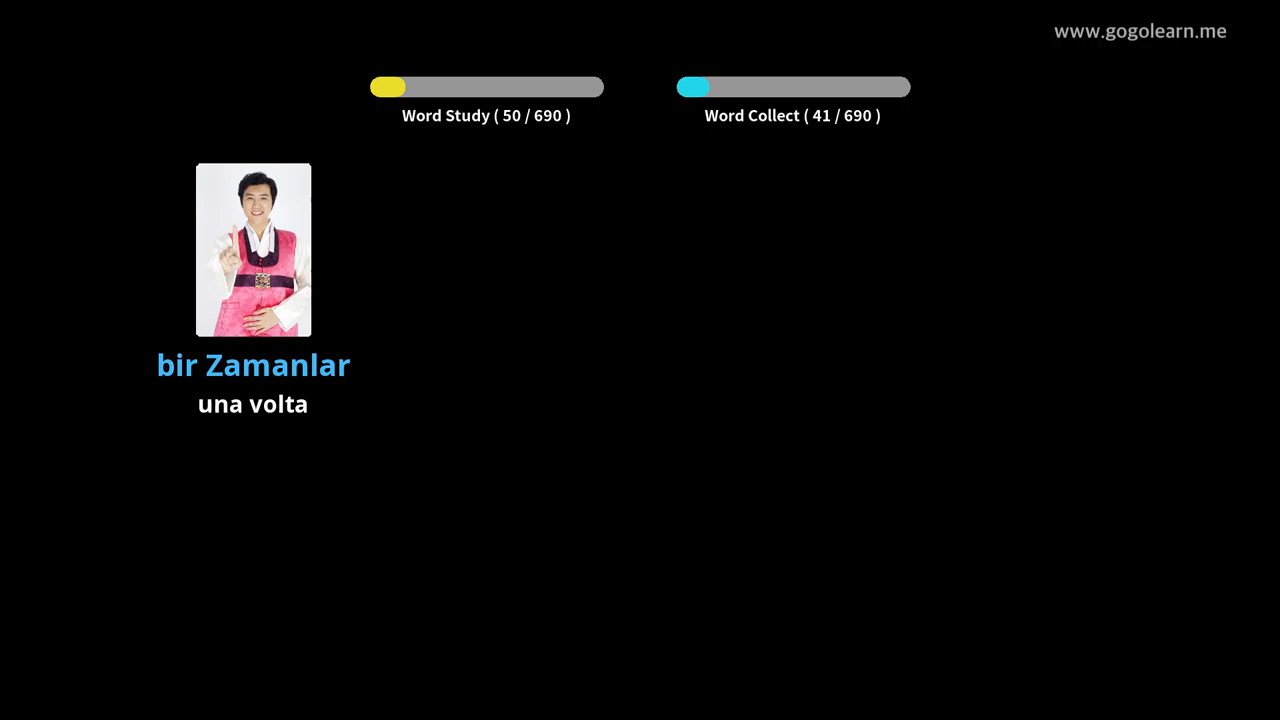 www.gogolearn.me
Word Study ( 50 / 690 )
Word Collect ( 41 / 690 )
bir Zamanlar
una volta